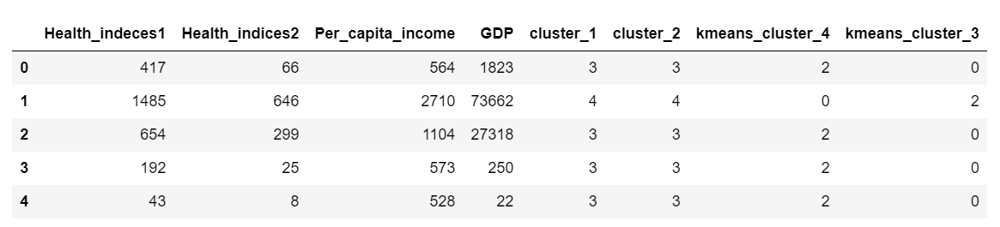 Health_indeces1 Health_indices2 Per_capita_income GDP cluster_1 cluster_2 kmeans_cluster_4 kmeans_cluster_3
0 417 66 564 1823 3 3 2 0
1 1485 646 2710 73662 4 4 0 2
2 654 299 1104 27318 3 3 2 0
3 192 25 573 250 3 3 2 0
4 43 8 528 22 3 3 2 0